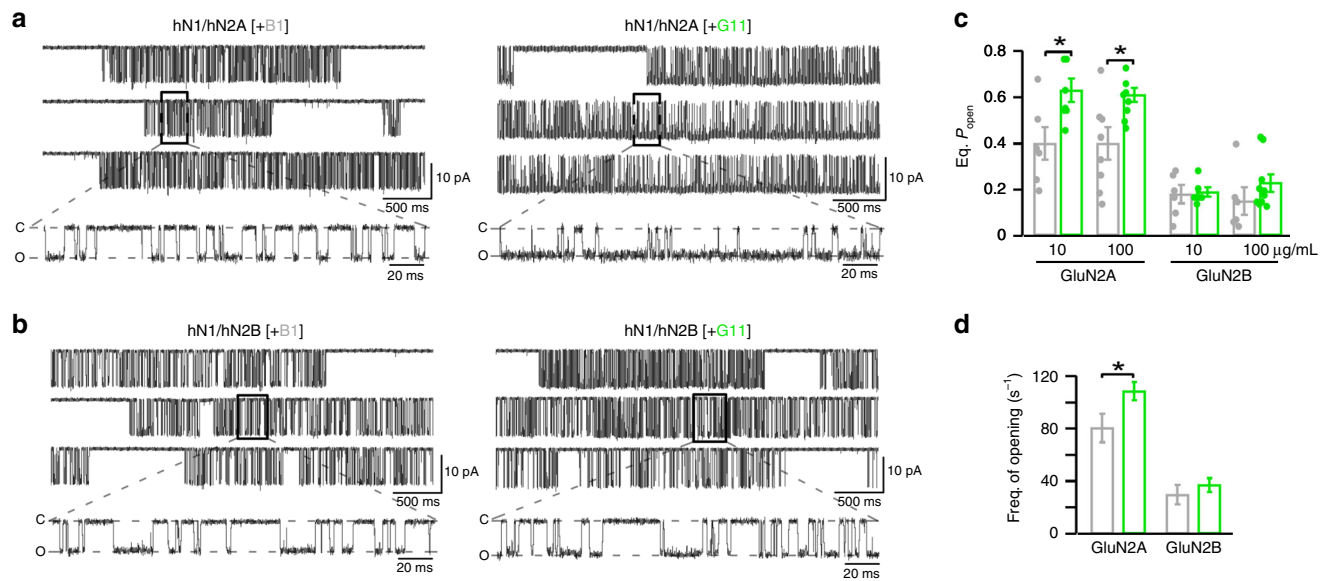 a
hN1/hN2A [+B1]
10 pA
500 ms
C
O
20 ms
hN1/hN2A [+G11]
10 pA
500 ms
C
O
20 ms
b
hN1/hN2B [+B1]
10 pA
500 ms
C
O
20 ms
hN1/hN2B [+G11]
10 pA
500 ms
C
O
20 ms
c
Eq. Popen
0.8
0.6
0.4
0.2
0
* *
10 100 10 100 µg/mL
GluN2A GluN2B
d
Freq. of opening (s⁻¹)
120
80
40
0
*
GluN2A GluN2B